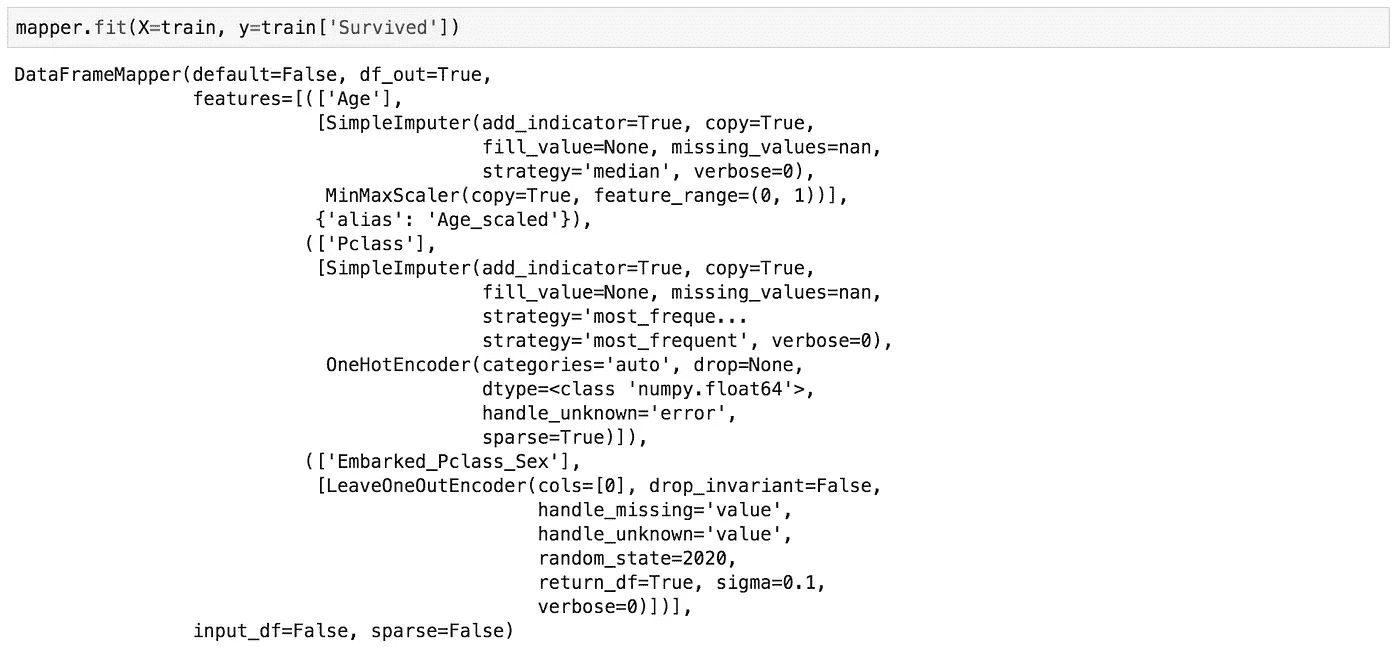 mapper.fit(X=train, y=train['Survived'])
DataFrameMapper(default=False, df_out=True,
features=[(['Age'],
[SimpleImputer(add_indicator=True, copy=True,
fill_value=None, missing_values=nan,
strategy='median', verbose=0),
MinMaxScaler(copy=True, feature_range=(0, 1))],
{'alias': 'Age_scaled'}),
(['Pclass'],
[SimpleImputer(add_indicator=True, copy=True,
fill_value=None, missing_values=nan,
strategy='most_freque...
strategy='most_frequent', verbose=0),
OneHotEncoder(categories='auto', drop=None,
dtype=<class 'numpy.float64'>,
handle_unknown='error',
sparse=True)]),
(['Embarked_Pclass_Sex'],
[LeaveOneOutEncoder(cols=[0], drop_invariant=False,
handle_missing='value',
handle_unknown='value',
random_state=2020,
return_df=True, sigma=0.1,
verbose=0)])],
input_df=False, sparse=False)